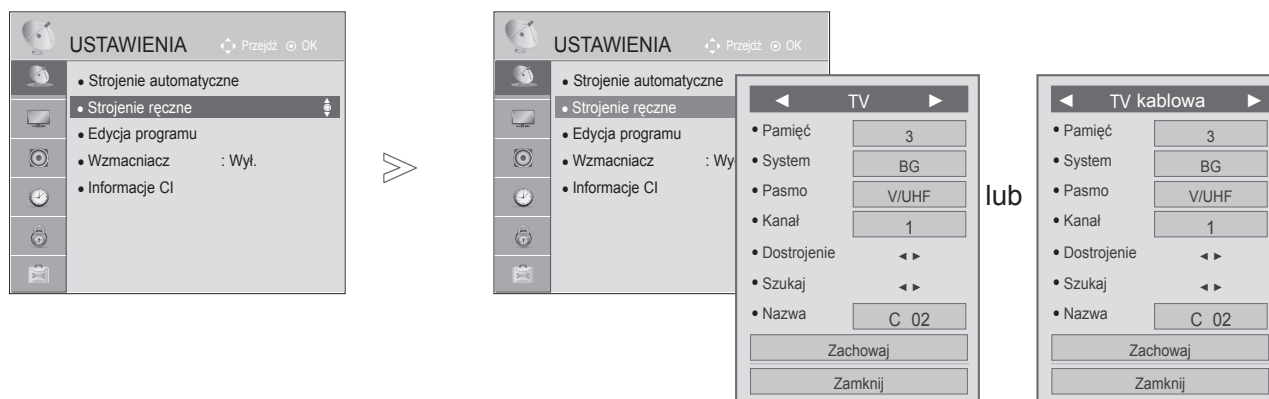 USTAWIENIA Przejdź OK
• Strojenie automatyczne
• Strojenie ręczne
• Edycja programu
• Wzmacniacz : Wył.
• Informacje CI
USTAWIENIA Przejdź OK
• Strojenie automatyczne
• Strojenie ręczne
• Edycja programu
• Wzmacniacz : Wy
• Informacje CI
◄ TV ►
• Pamięć 3
• System BG
• Pasmo V/UHF
• Kanał 1
• Dostrojenie ◄ ►
• Szukaj ◄ ►
• Nazwa C 02
Zachowaj
Zamknij
lub
◄ TV kablowa ►
• Pamięć 3
• System BG
• Pasmo V/UHF
• Kanał 1
• Dostrojenie ◄ ►
• Szukaj ◄ ►
• Nazwa C 02
Zachowaj
Zamknij